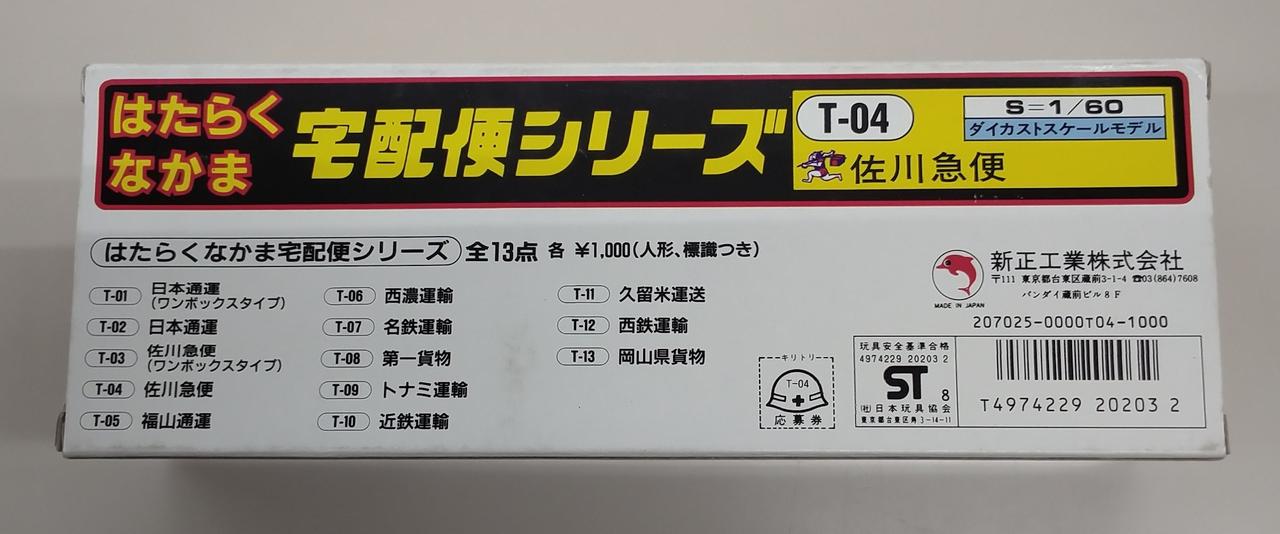 はたらく
なかま
宅配便シリーズ
T-04
S=1/60
ダイカストスケールモデル
佐川急便
はたらくなかま宅配便シリーズ 全13点 各 ¥1,000(人形、標識つき)
T-01 日本通運
(ワンボックスタイプ)
T-02 日本通運
T-03 佐川急便
(ワンボックスタイプ)
T-04 佐川急便
T-05 福山通運
T-06 西濃運輸
T-07 名鉄運輸
T-08 第一貨物
T-09 トナミ運輸
T-10 近鉄運輸
T-11 久留米運送
T-12 西鉄運輸
T-13 岡山県貨物
キリトリ
T-04
応募券
MADE IN JAPAN
新正工業株式会社
〒111 東京都台東区蔵前3-1-4 ☎03(864)7608
バンダイ蔵前ビル8F
207025-0000T04-1000
玩具安全基準合格
4974229 20203 2
ST 8
(社)日本玩具協会
東京都台東区駒形3-14-11
T4974229 20203 2